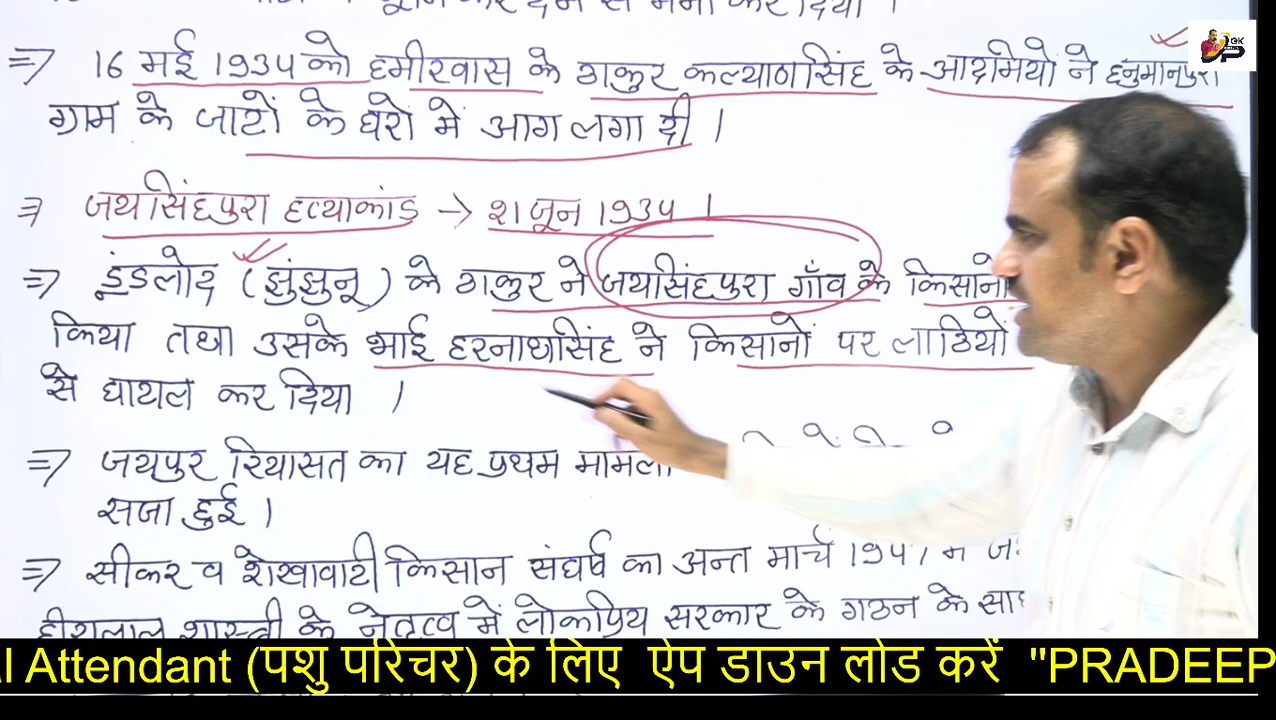 ⇒ 16 मई 1934 को हमीरवास के ठाकुर कल्याणसिंह के आदमियों ने हनुमानपुरा
ग्राम के जाटों के घरों में आग लगा दी ।
⇒ जयसिंहपुरा हत्याकांड → 21 जून 1934 ।
⇒ डूंडलोद (झुंझुनू) के ठाकुर ने जयसिंहपुरा गाँव के किसानों
किया तथा उसके भाई हरनाथसिंह ने किसानों पर लाठियों
से घायल कर दिया ।
⇒ जयपुर रियासत का यह प्रथम मामला
सजा हुई ।
⇒ सीकर व शेखावाटी किसान संघर्ष का अन्त मार्च 1947 में
हीरालाल शास्त्री के नेतृत्व में लोकप्रिय सरकार के गठन के साथ
Attendant (पशु परिचर) के लिए ऐप डाउन लोड करें "PRADEEP